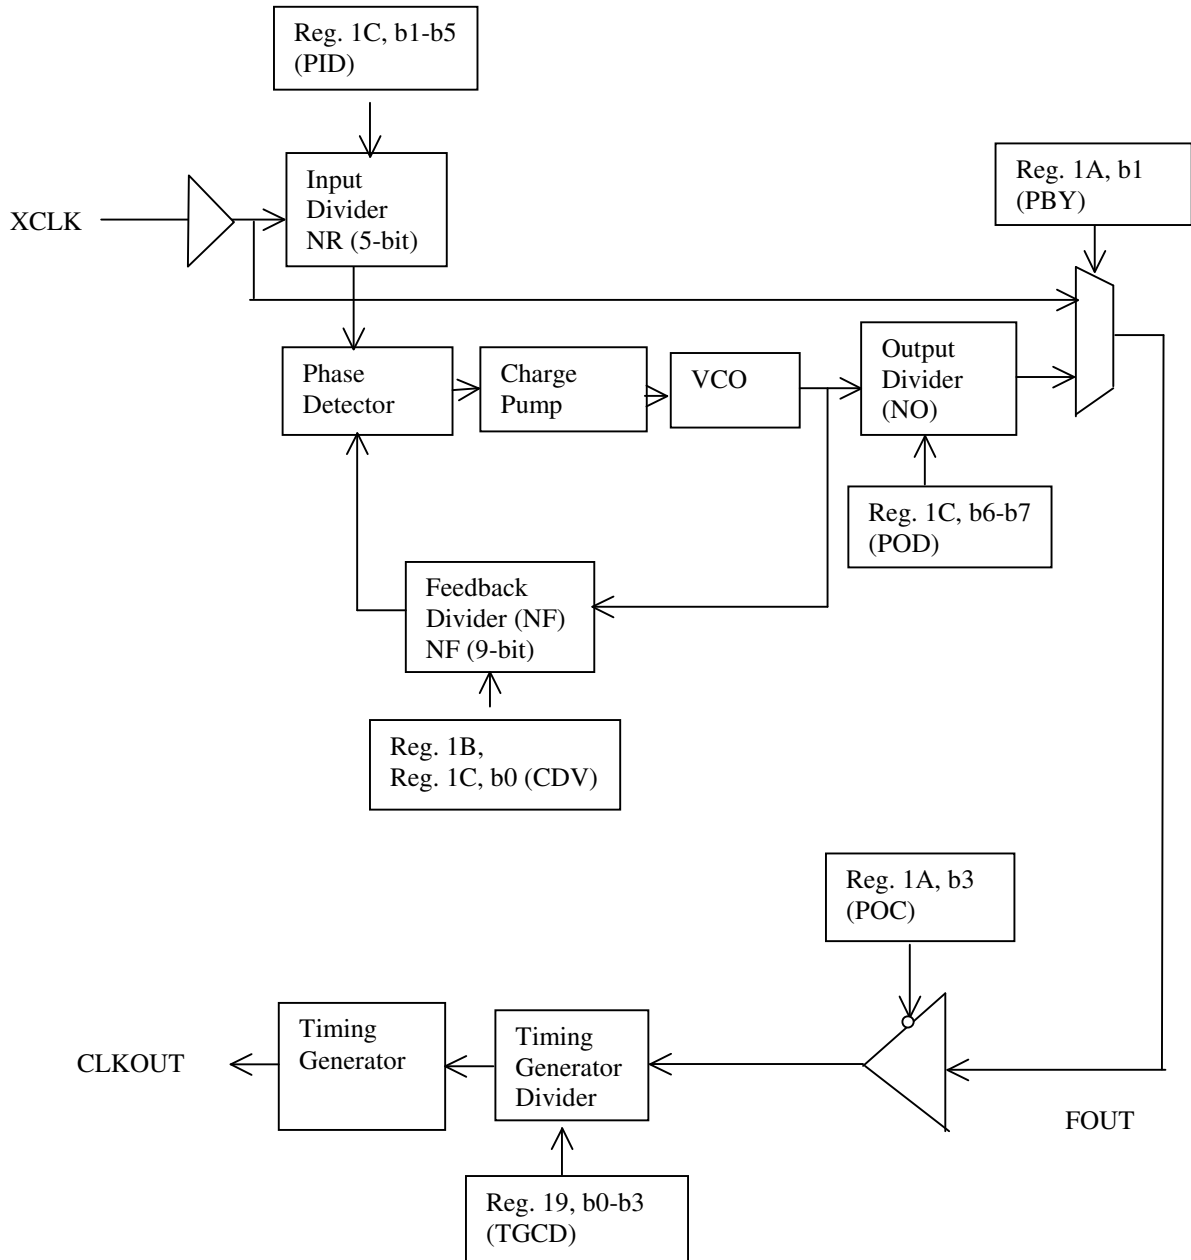 Reg. 1C, b1-b5
(PID)
Input
Divider
NR (5-bit)
XCLK
Reg. 1A, b1
(PBY)
Phase
Detector
Charge
Pump
VCO
Output
Divider
(NO)
Reg. 1C, b6-b7
(POD)
Feedback
Divider (NF)
NF (9-bit)
Reg. 1B,
Reg. 1C, b0 (CDV)
Reg. 1A, b3
(POC)
CLKOUT
Timing
Generator
Timing
Generator
Divider
FOUT
Reg. 19, b0-b3
(TGCD)